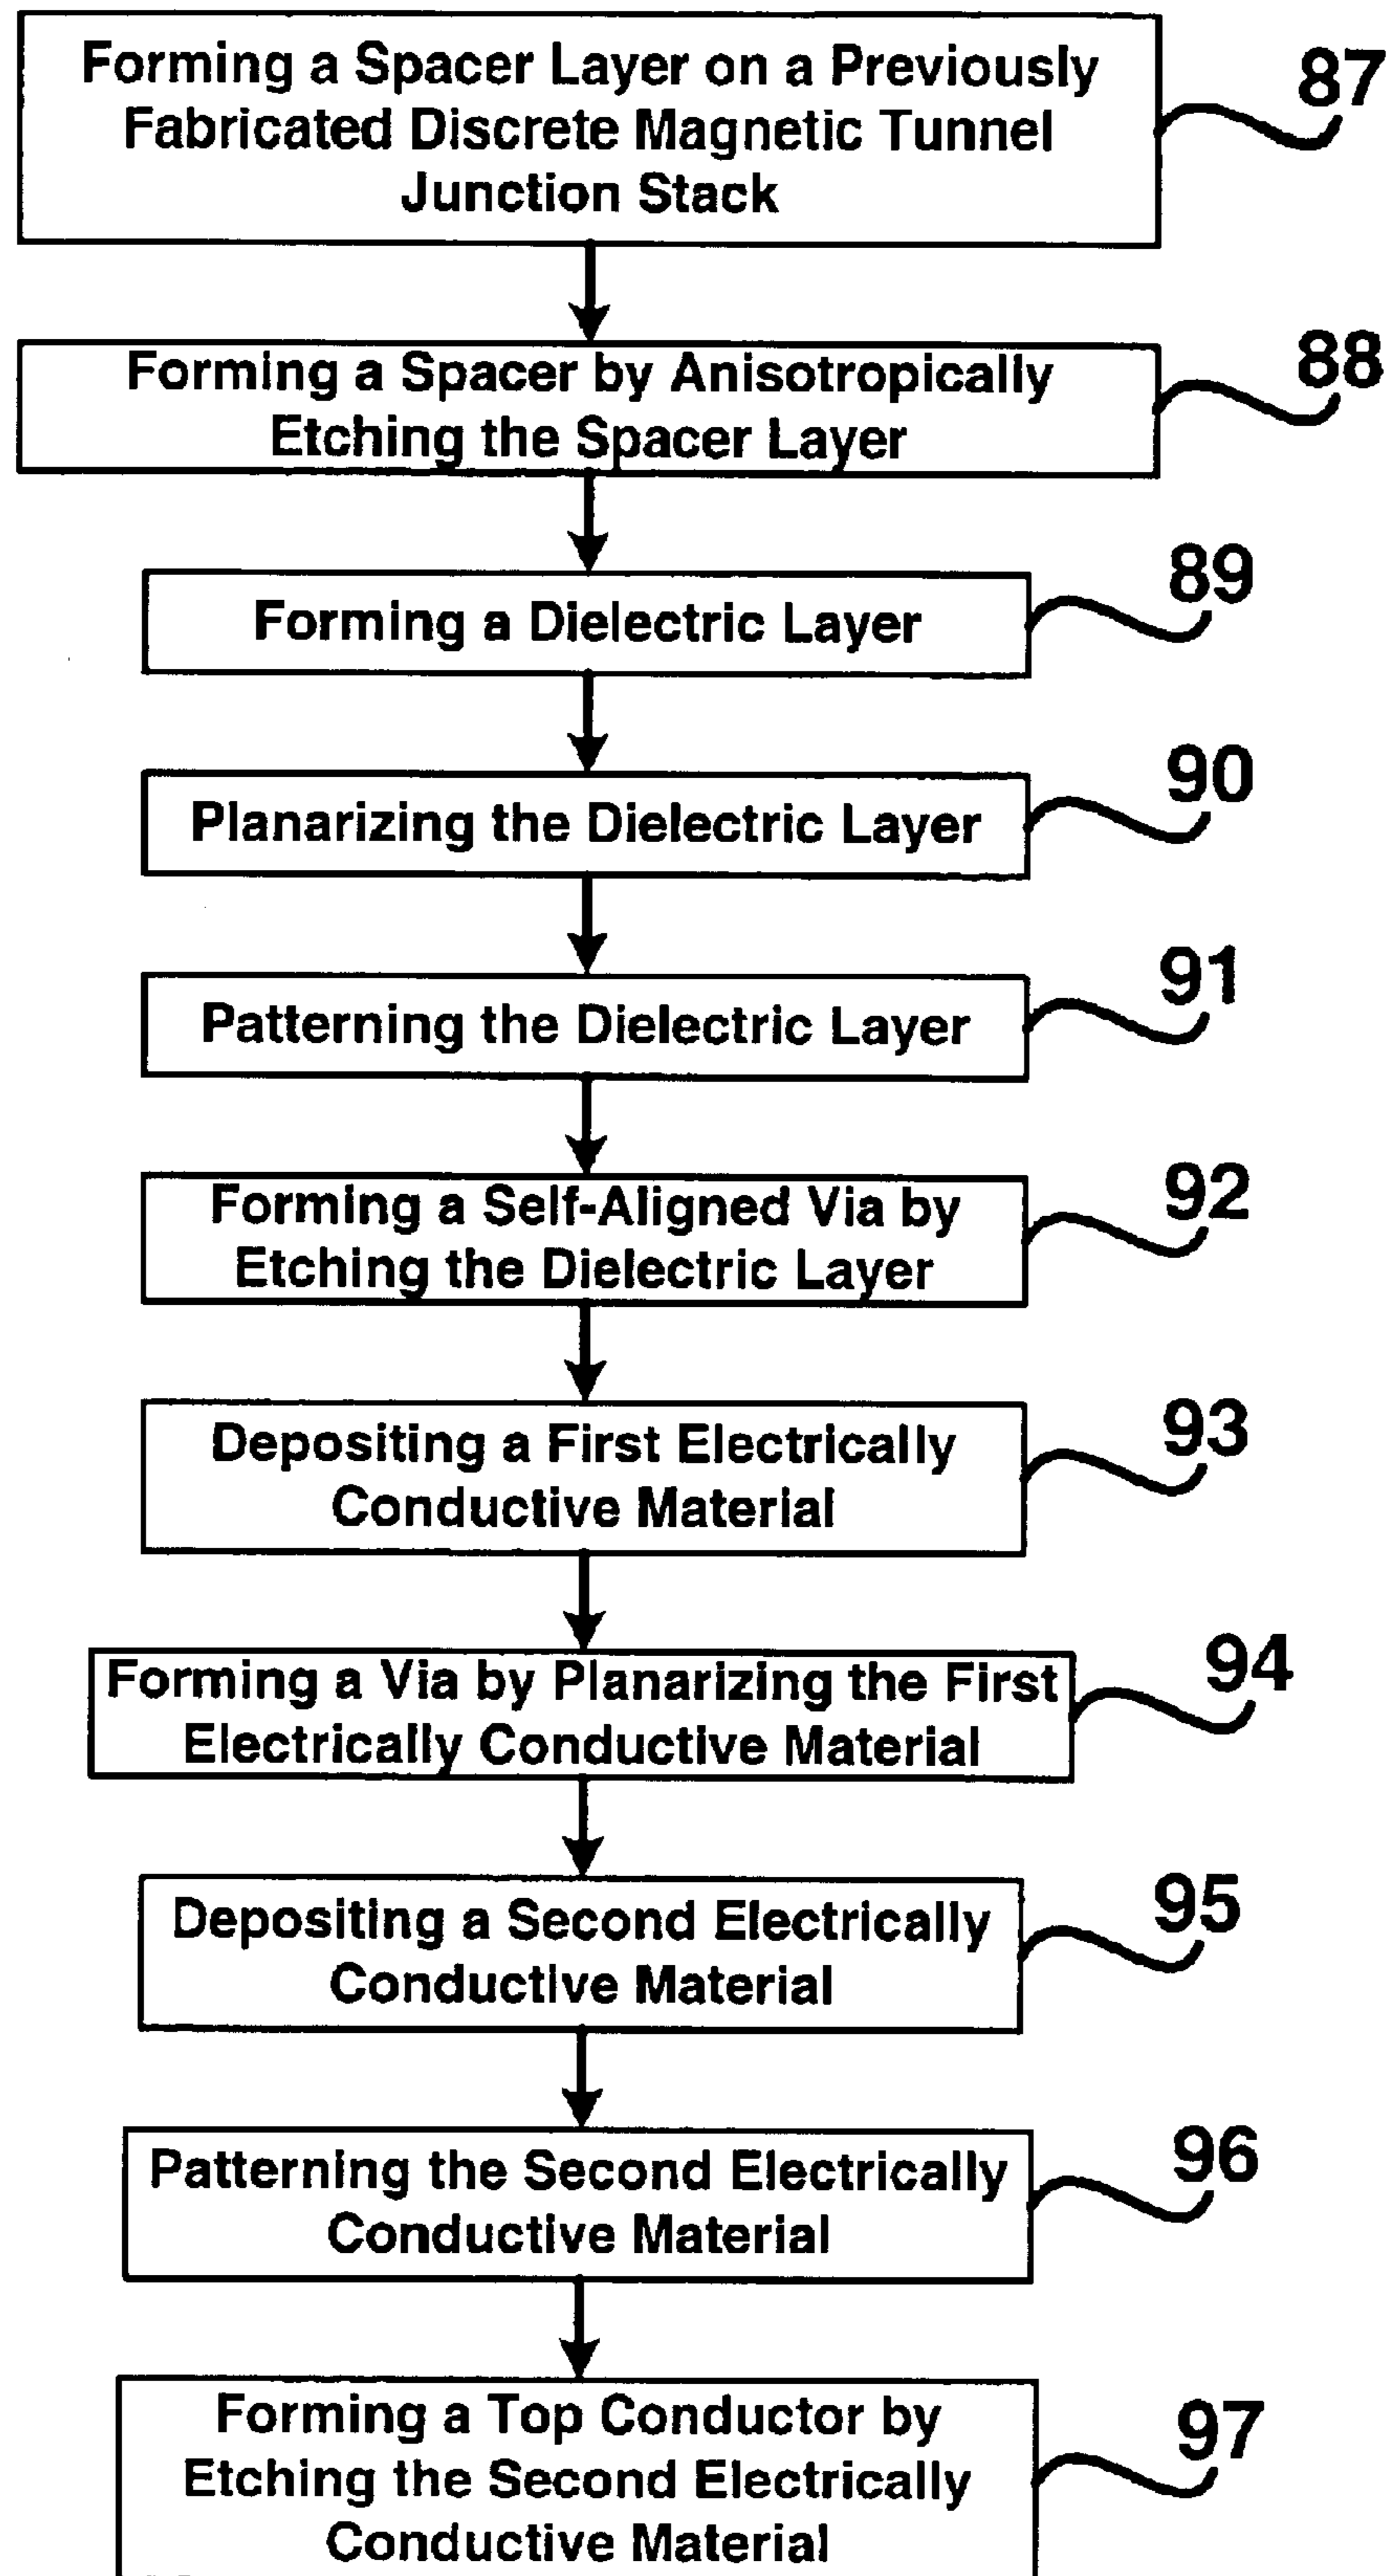 Forming a Spacer Layer on a Previously
Fabricated Discrete Magnetic Tunnel
Junction Stack
87
Forming a Spacer by Anisotropically
Etching the Spacer Layer
88
Forming a Dielectric Layer
89
Planarizing the Dielectric Layer
90
Patterning the Dielectric Layer
91
Forming a Self-Aligned Via by
Etching the Dielectric Layer
92
Depositing a First Electrically
Conductive Material
93
Forming a Via by Planarizing the First
Electrically Conductive Material
94
Depositing a Second Electrically
Conductive Material
95
Patterning the Second Electrically
Conductive Material
96
Forming a Top Conductor by
Etching the Second Electrically
Conductive Material
97